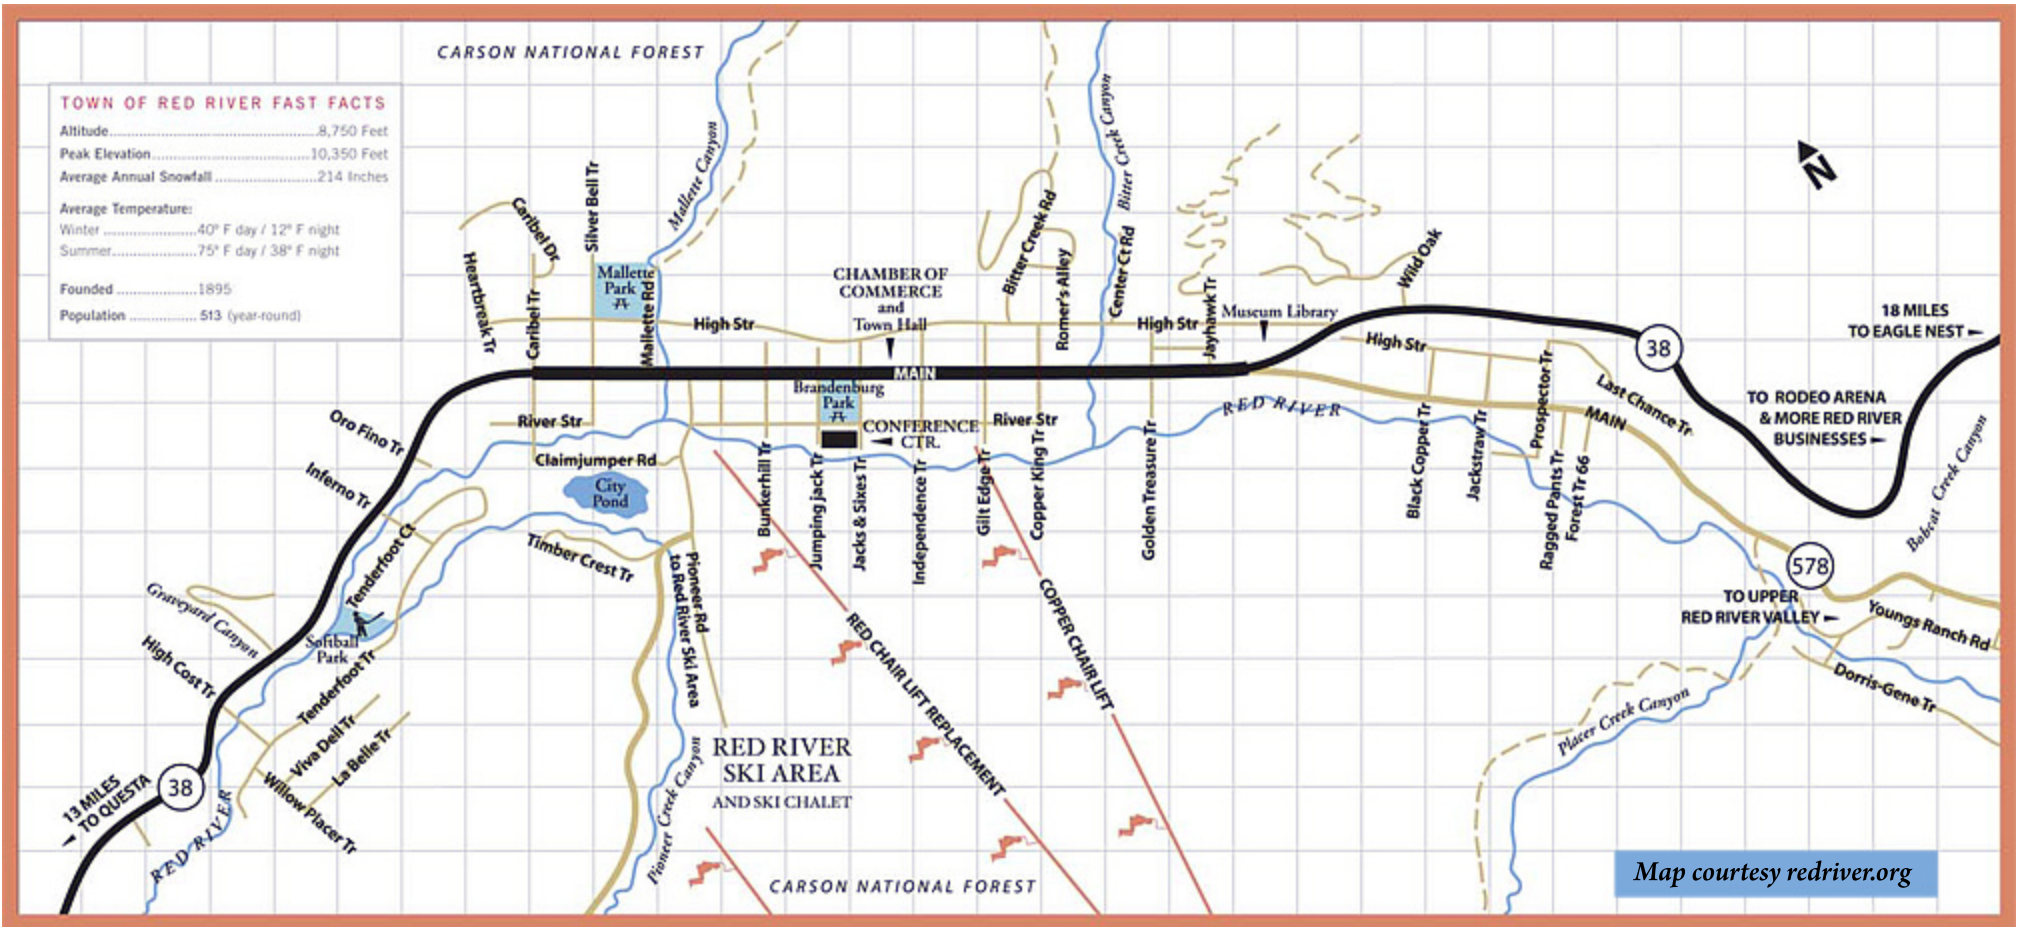 CARSON NATIONAL FOREST
TOWN OF RED RIVER FAST FACTS
Altitude..........8,750 Feet
Peak Elevation..........10,350 Feet
Average Annual Snowfall..........214 Inches
Average Temperature:
Winter..........40° F day / 12° F night
Summer..........75° F day / 38° F night
Founded..........1895
Population..........513 (year-round)
Mallette Canyon
Bitter Creek Canyon
N
Caribel Dr
Silver Bell Tr
Heartbreak Tr
Caribel Tr
Mallette
Park
Mallette Rd
High Str
CHAMBER OF
COMMERCE
and
Town Hall
Bitter Creek Rd
Romer's Alley
Center Ct Rd
High Str
Jayhawk Tr
Museum Library
Wild Oak
High Str
38
18 MILES
TO EAGLE NEST
MAIN
Brandenburg
Park
CONFERENCE
CTR.
River Str
River Str
RED RIVER
Prospector Tr
Last Chance Tr
MAIN
TO RODEO ARENA
& MORE RED RIVER
BUSINESSES
Bobcat Creek Canyon
Oro Fino Tr
Inferno Tr
Claimjumper Rd
City
Pond
Bunkerhill Tr
Jumping jack Tr
Jacks & Sixes Tr
Independence Tr
Gilt Edge Tr
Copper King Tr
Golden Treasure Tr
Black Copper Tr
Jackstraw Tr
Ragged Pants Tr
Forest Tr 66
Tenderfoot Ct
Timber Crest Tr
Pioneer Rd
to Red River Ski Area
578
TO UPPER
RED RIVER VALLEY
Youngs Ranch Rd
Dorris-Gene Tr
Placer Creek Canyon
Graveyard Canyon
Softball
Park
High Cost Tr
Tenderfoot Tr
Viva Dell Tr
La Belle Tr
Willow Placer Tr
13 MILES
TO QUESTA
38
RED RIVER
RED CHAIR LIFT REPLACEMENT
COPPER CHAIR LIFT
RED RIVER
SKI AREA
AND SKI CHALET
Pioneer Creek Canyon
CARSON NATIONAL FOREST
Map courtesy redriver.org